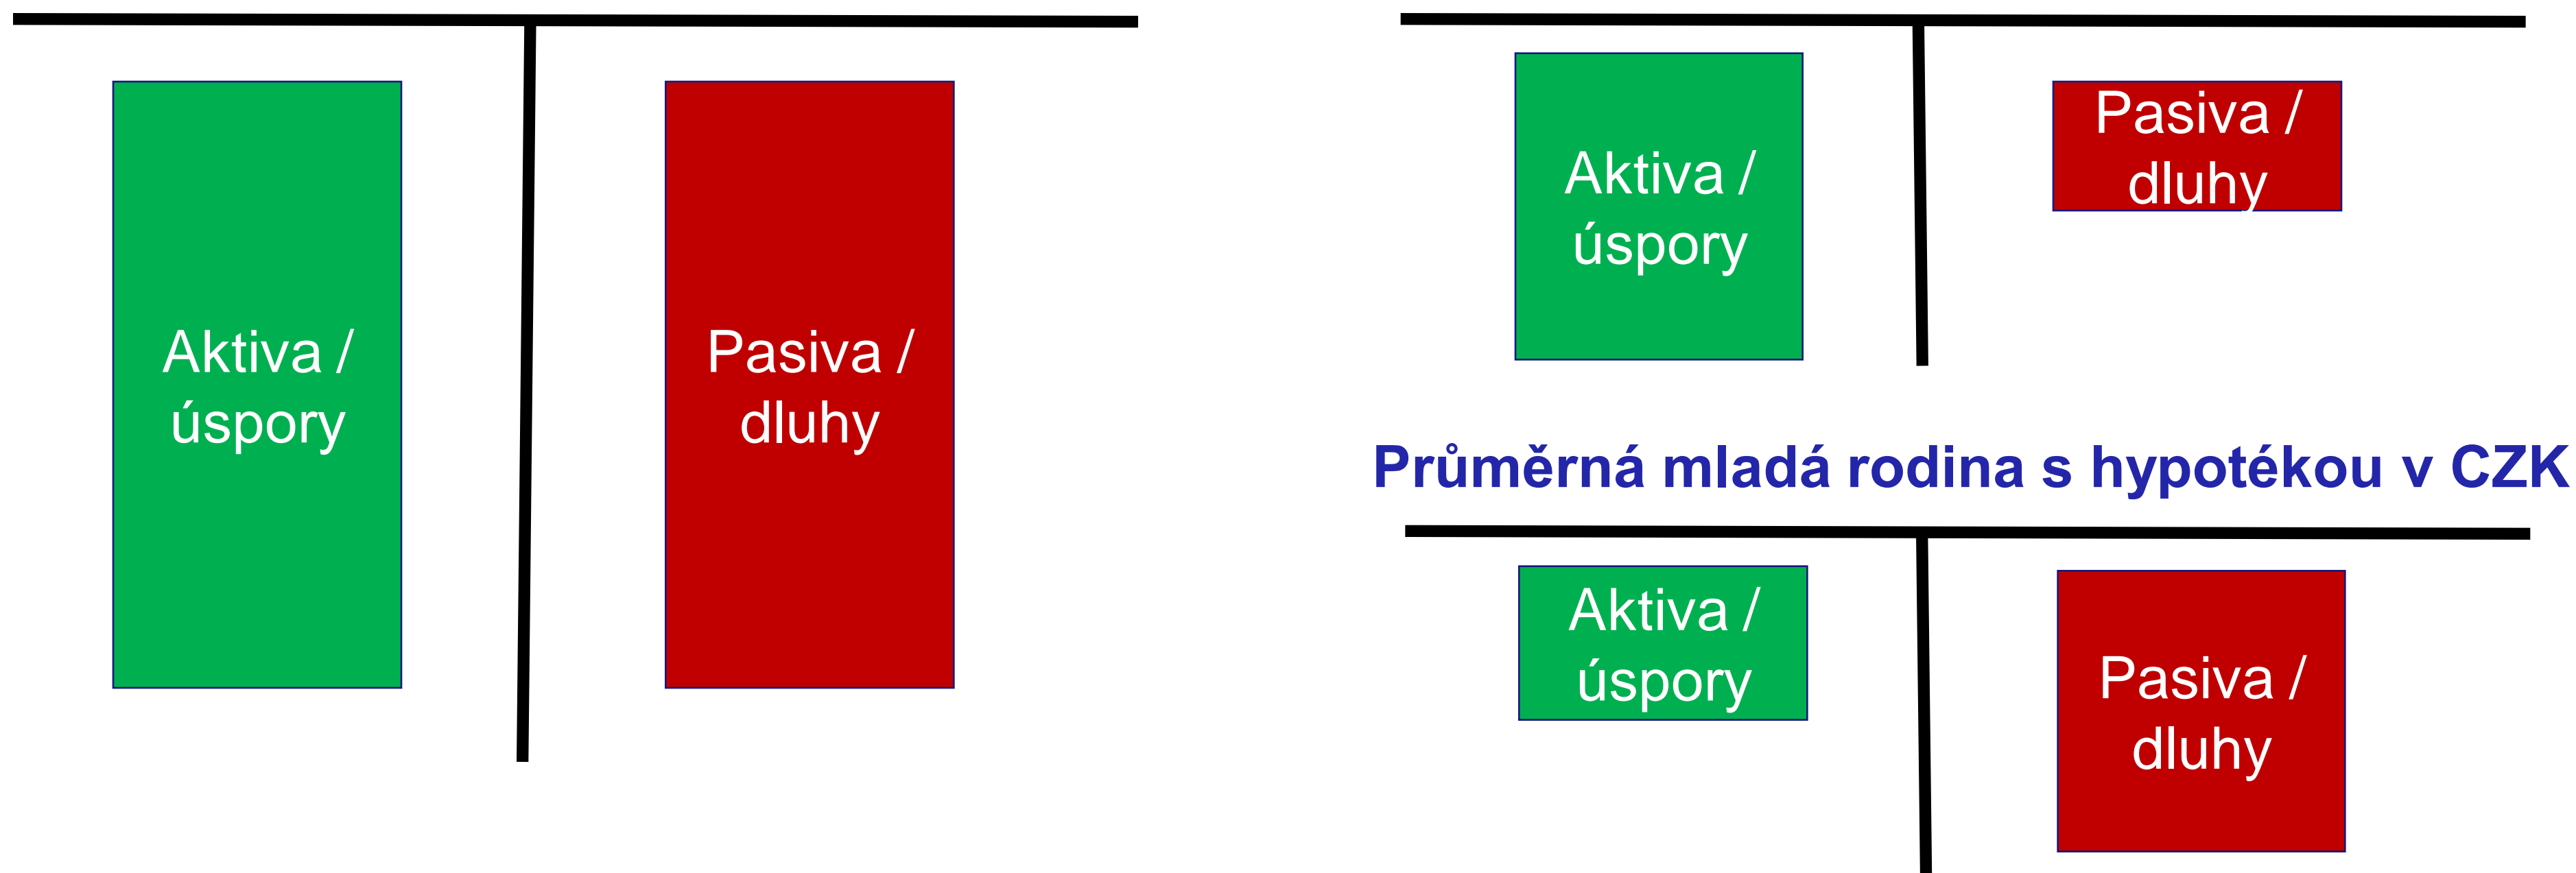 Aktiva /
úspory
Pasiva /
dluhy
Aktiva /
úspory
Pasiva /
dluhy
Průměrná mladá rodina s hypotékou v CZK
Aktiva /
úspory
Pasiva /
dluhy